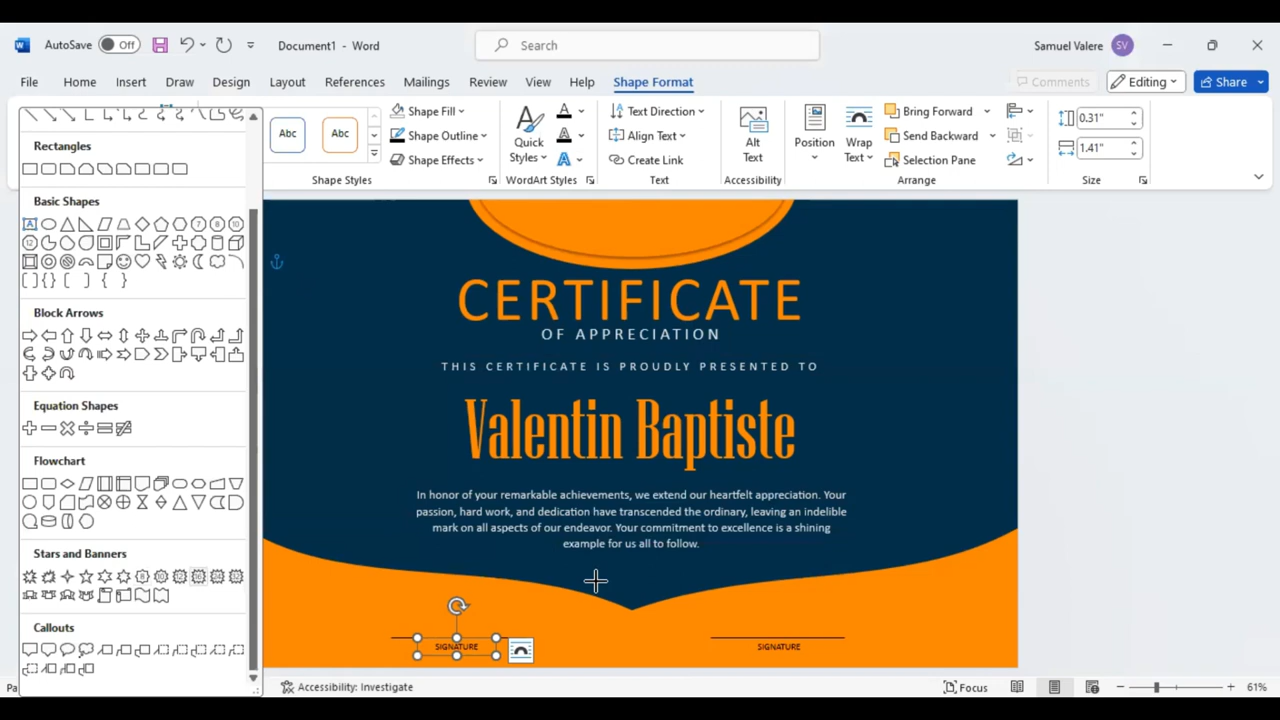 AutoSave Off Document1 - Word Search Samuel Valere SV
File Home Insert Draw Design Layout References Mailings Review View Help Shape Format Comments Editing Share
Rectangles
Basic Shapes
Block Arrows
Equation Shapes
Flowchart
Stars and Banners
Callouts
Abc Abc
Shape Fill
Shape Outline
Shape Effects
Shape Styles
Quick
Styles
WordArt Styles
Text Direction
Align Text
Create Link
Text
Alt
Text
Accessibility
Position
Wrap
Text
Bring Forward
Send Backward
Selection Pane
Arrange
0.31"
1.41"
Size
CERTIFICATE
OF APPRECIATION
THIS CERTIFICATE IS PROUDLY PRESENTED TO
Valentin Baptiste
In honor of your remarkable achievements, we extend our heartfelt appreciation. Your
passion, hard work, and dedication have transcended the ordinary, leaving an indelible
mark on all aspects of our endeavor. Your commitment to excellence is a shining
example for us all to follow.
SIGNATURE SIGNATURE
Pa Accessibility: Investigate Focus 61%